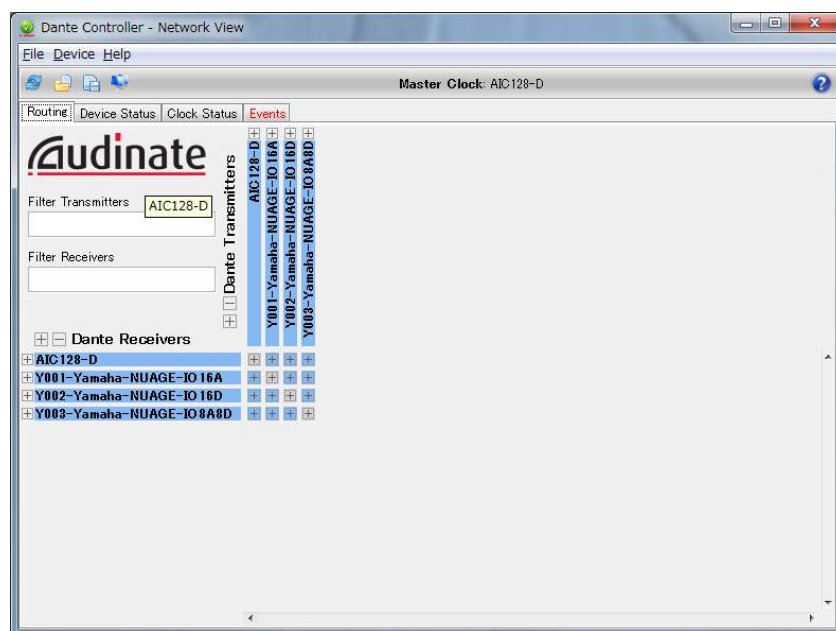 Dante Controller - Network View
File Device Help
Master Clock: AIC128-D
Routing Device Status Clock Status Events
Audinate
Filter Transmitters
AIC128-D
Filter Receivers
Dante Transmitters
AIC128-D
Y001-Yamaha-NUAGE-IO16A
Y002-Yamaha-NUAGE-IO16D
Y003-Yamaha-NUAGE-IO8A8D
Dante Receivers
AIC128-D
Y001-Yamaha-NUAGE-IO16A
Y002-Yamaha-NUAGE-IO16D
Y003-Yamaha-NUAGE-IO8A8D